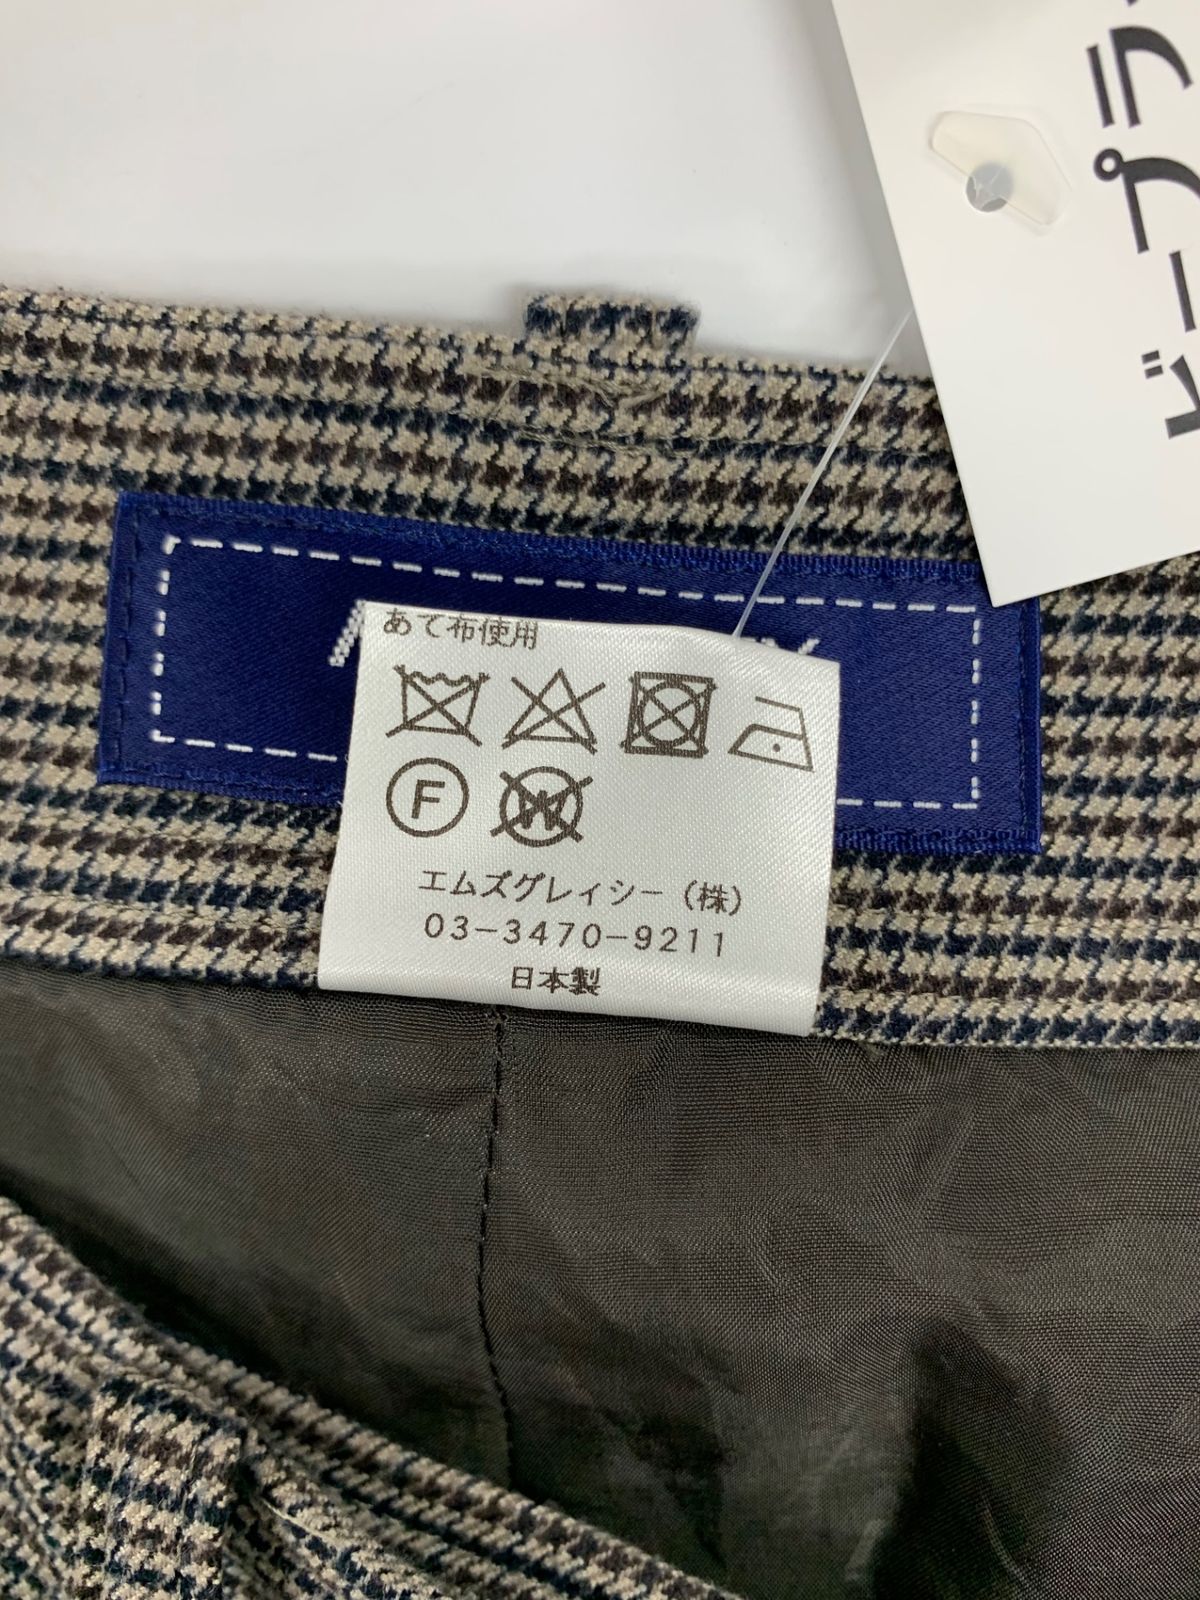 あて布使用
F
W
エムズグレイシー（株）
03-3470-9211
日本製